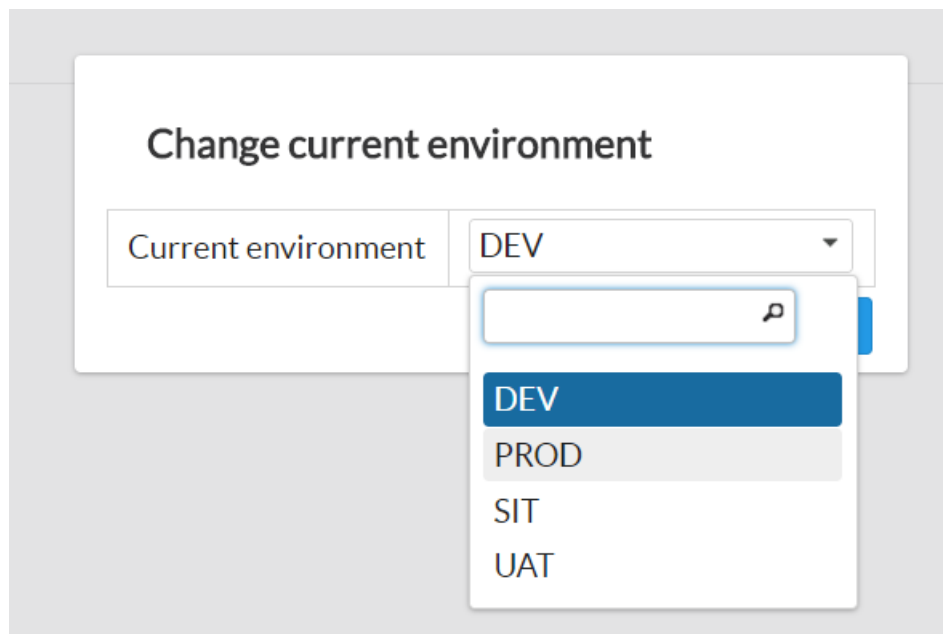 Change current environment
Current environment DEV
DEV
PROD
SIT
UAT